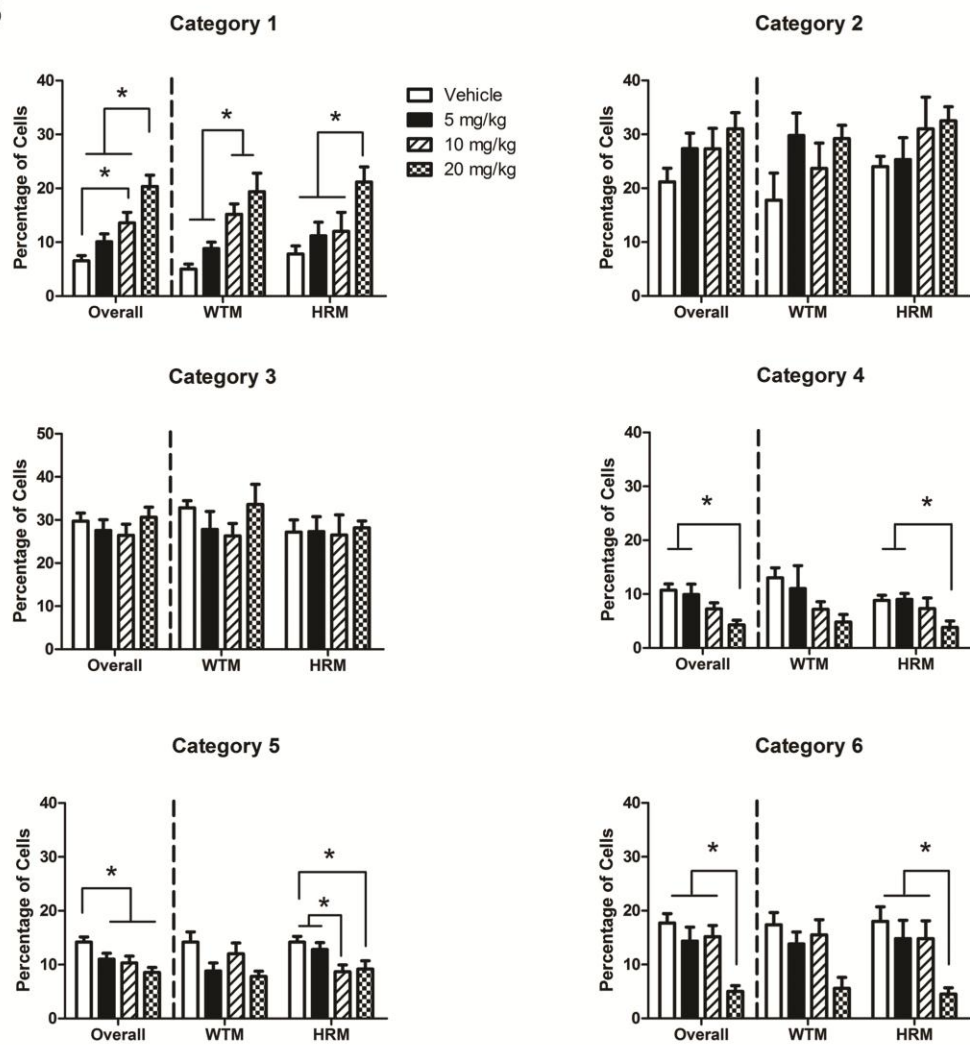 Category 1
Percentage of Cells
40
30
20
10
0
*
*
*
*
Overall
WTM
HRM
Vehicle
5 mg/kg
10 mg/kg
20 mg/kg
Category 2
Percentage of Cells
40
30
20
10
0
Overall
WTM
HRM
Category 3
Percentage of Cells
50
40
30
20
10
0
Overall
WTM
HRM
Category 4
Percentage of Cells
40
30
20
10
0
*
*
Overall
WTM
HRM
Category 5
Percentage of Cells
40
30
20
10
0
*
*
*
Overall
WTM
HRM
Category 6
Percentage of Cells
40
30
20
10
0
*
*
Overall
WTM
HRM